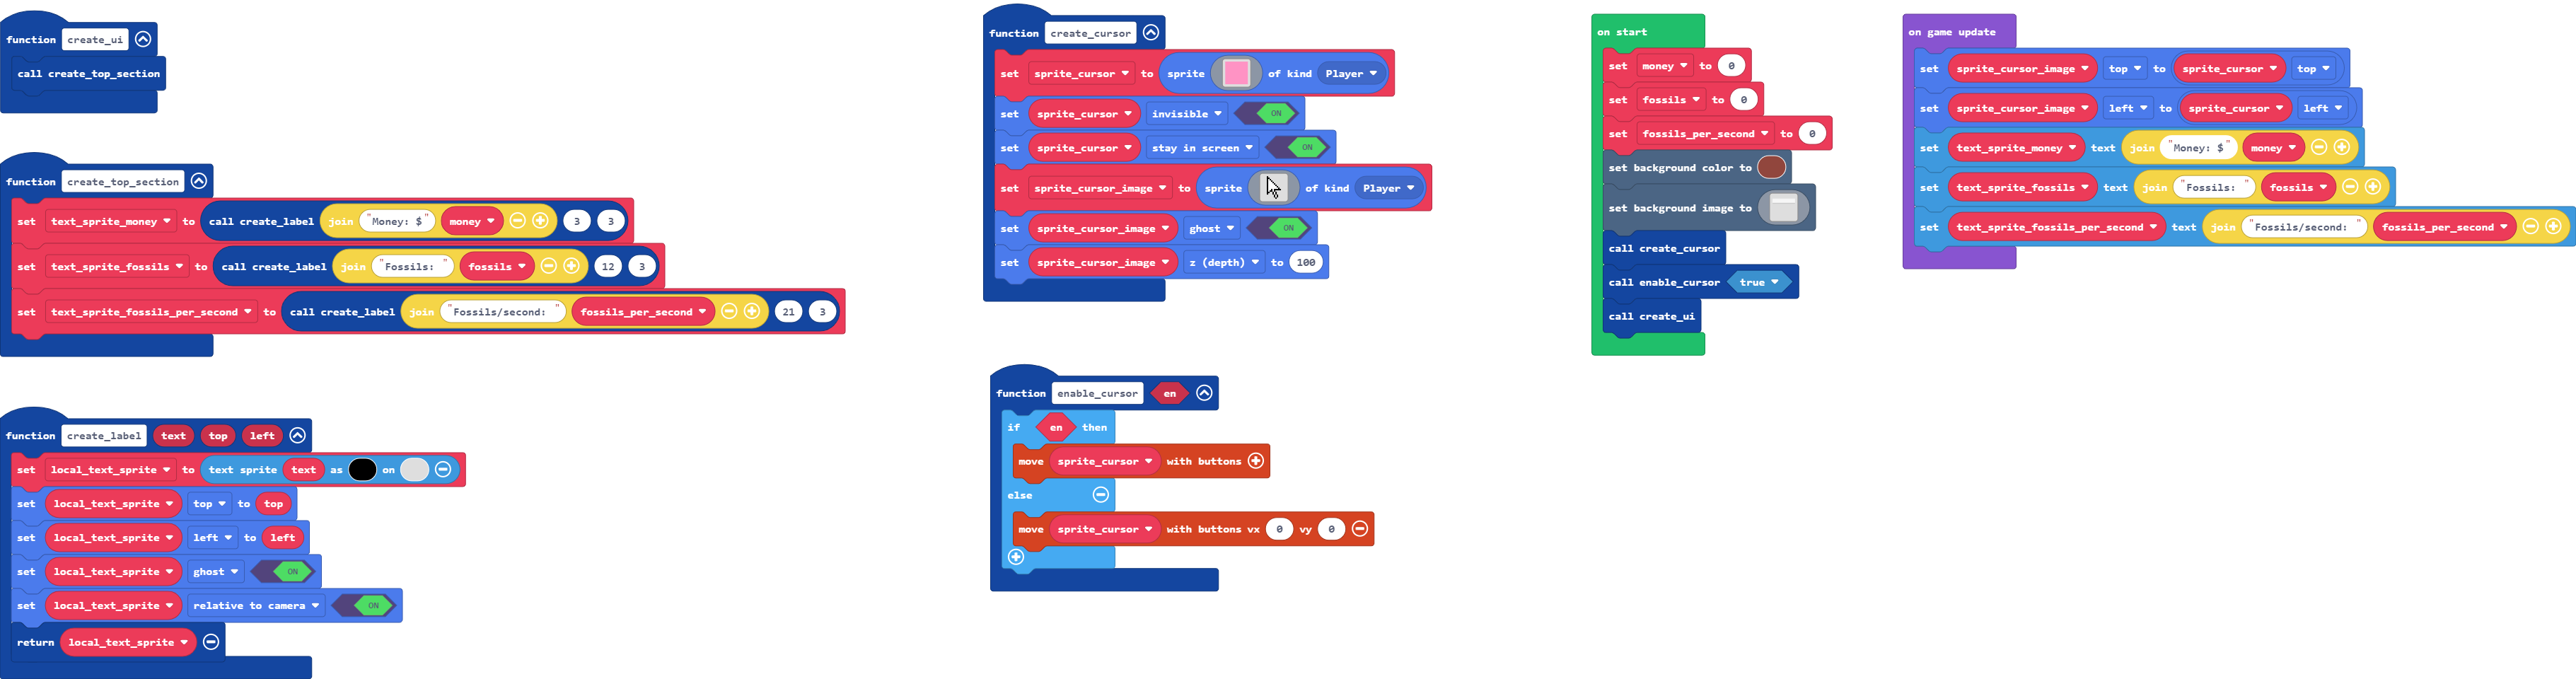 function create_ui
call create_top_section
function create_top_section
set text_sprite_money to call create_label join "Money: $" money 3 3
set text_sprite_fossils to call create_label join "Fossils: " fossils 12 3
set text_sprite_fossils_per_second to call create_label join "Fossils/second: " fossils_per_second 21 3
function create_label text top left
set local_text_sprite to text sprite text as on
set local_text_sprite top to top
set local_text_sprite left to left
set local_text_sprite ghost ON
set local_text_sprite relative to camera ON
return local_text_sprite
function create_cursor
set sprite_cursor to sprite of kind Player
set sprite_cursor invisible ON
set sprite_cursor stay in screen ON
set sprite_cursor_image to sprite of kind Player
set sprite_cursor_image ghost ON
set sprite_cursor_image z (depth) to 100
function enable_cursor en
if en then
move sprite_cursor with buttons
else
move sprite_cursor with buttons vx 0 vy 0
on start
set money to 0
set fossils to 0
set fossils_per_second to 0
set background color to
set background image to
call create_cursor
call enable_cursor true
call create_ui
on game update
set sprite_cursor_image top to sprite_cursor top
set sprite_cursor_image left to sprite_cursor left
set text_sprite_money text join "Money: $" money
set text_sprite_fossils text join "Fossils: " fossils
set text_sprite_fossils_per_second text join "Fossils/second: " fossils_per_second